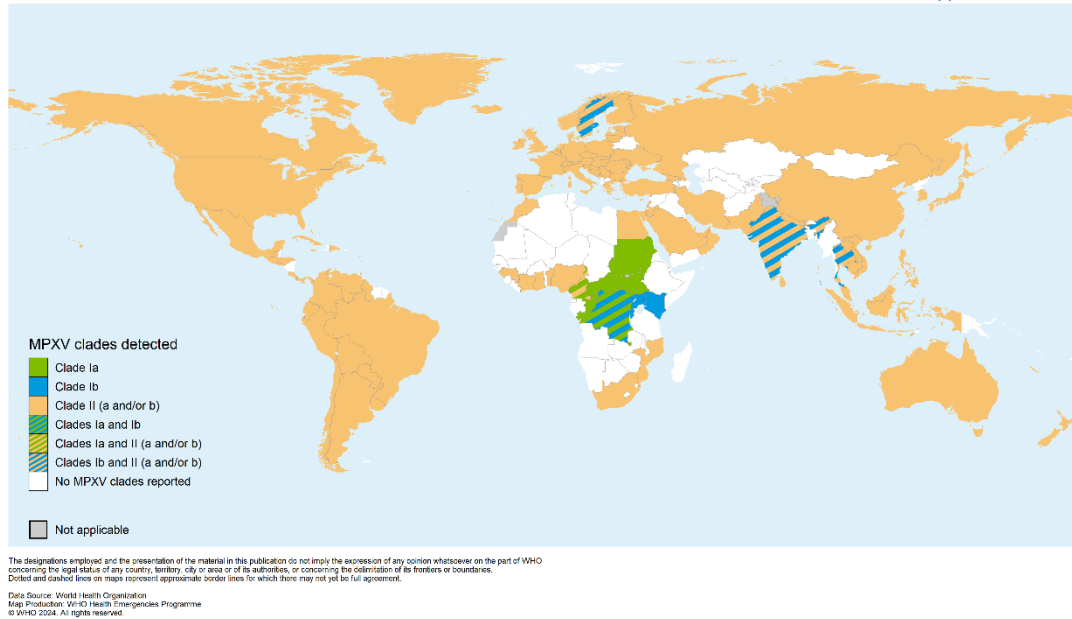 MPXV clades detected
Clade Ia
Clade Ib
Clade II (a and/or b)
Clades Ia and Ib
Clades Ia and II (a and/or b)
Clades Ib and II (a and/or b)
No MPXV clades reported
Not applicable
The designations employed and the presentation of the material in this publication do not imply the expression of any opinion whatsoever on the part of WHO
concerning the legal status of any country, territory, city or area or of its authorities, or concerning the delimitation of its frontiers or boundaries.
Dotted and dashed lines on maps represent approximate border lines for which there may not yet be full agreement.
Data Source: World Health Organization
Map Production: WHO Health Emergencies Programme
© WHO 2024. All rights reserved.